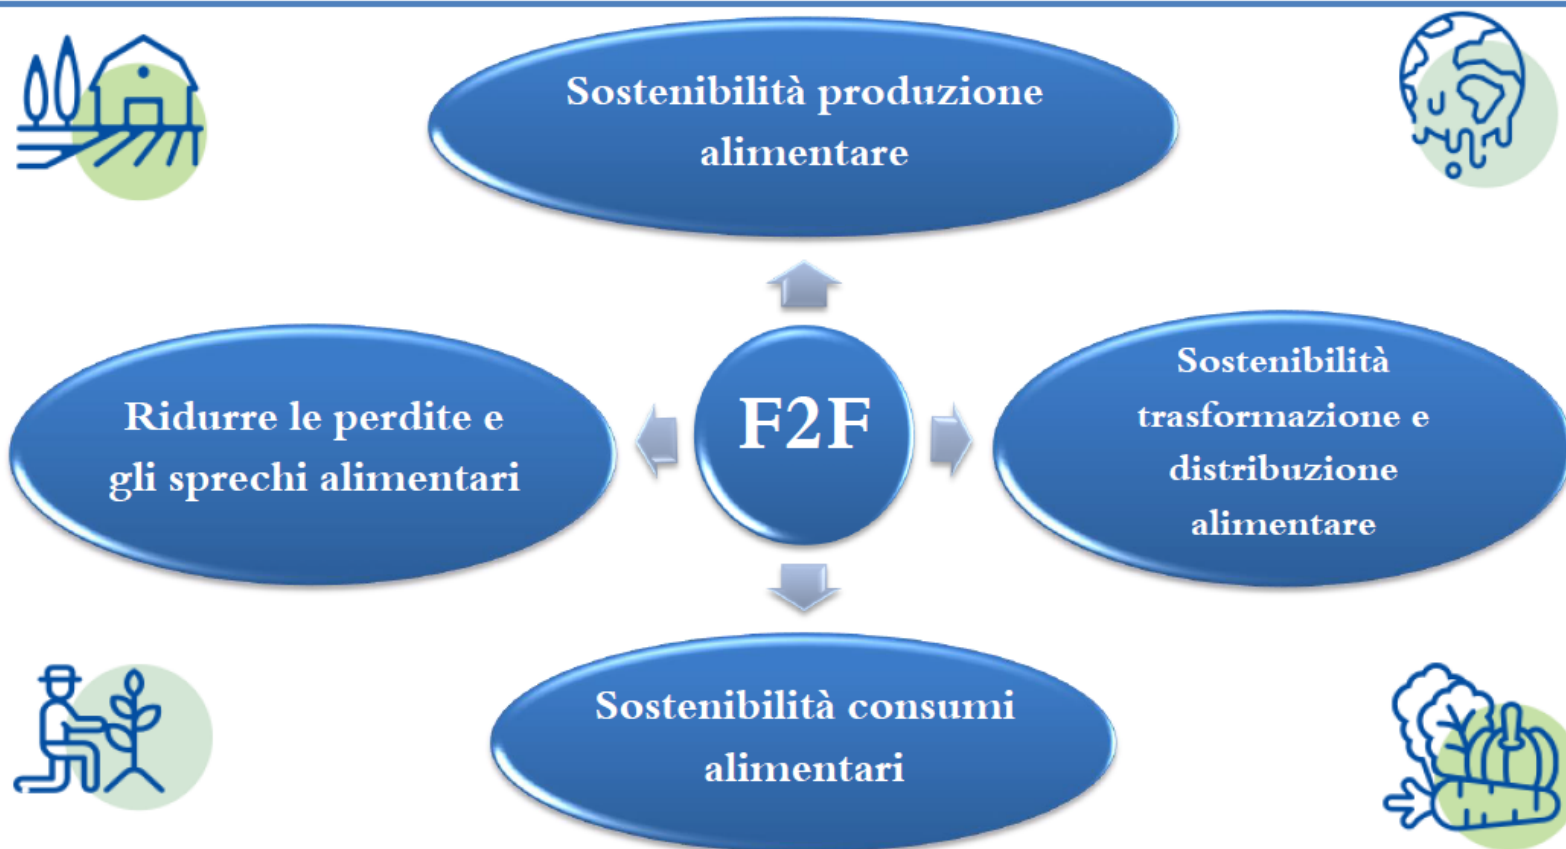 Sostenibilità produzione
alimentare
Ridurre le perdite e
gli sprechi alimentari
F2F
Sostenibilità
trasformazione e
distribuzione
alimentare
Sostenibilità consumi
alimentari